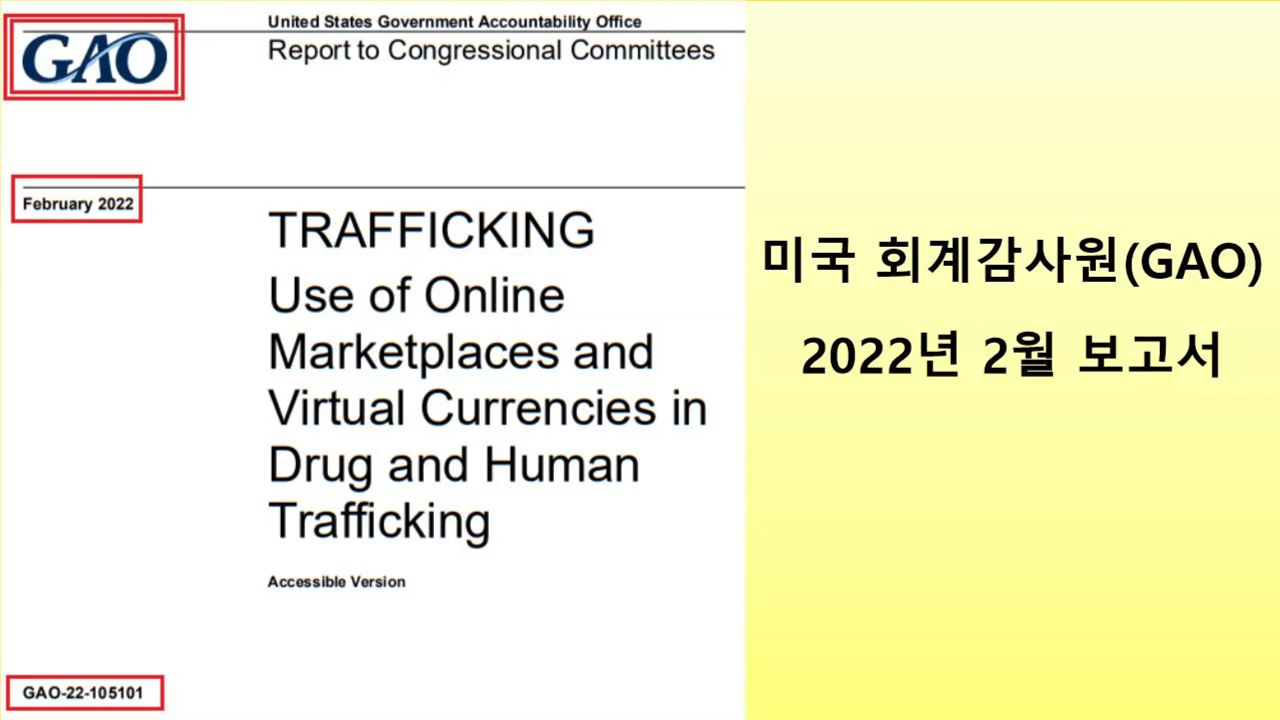 GAO
United States Government Accountability Office
Report to Congressional Committees
February 2022
TRAFFICKING
Use of Online
Marketplaces and
Virtual Currencies in
Drug and Human
Trafficking
Accessible Version
GAO-22-105101
미국 회계감사원(GAO)
2022년 2월 보고서